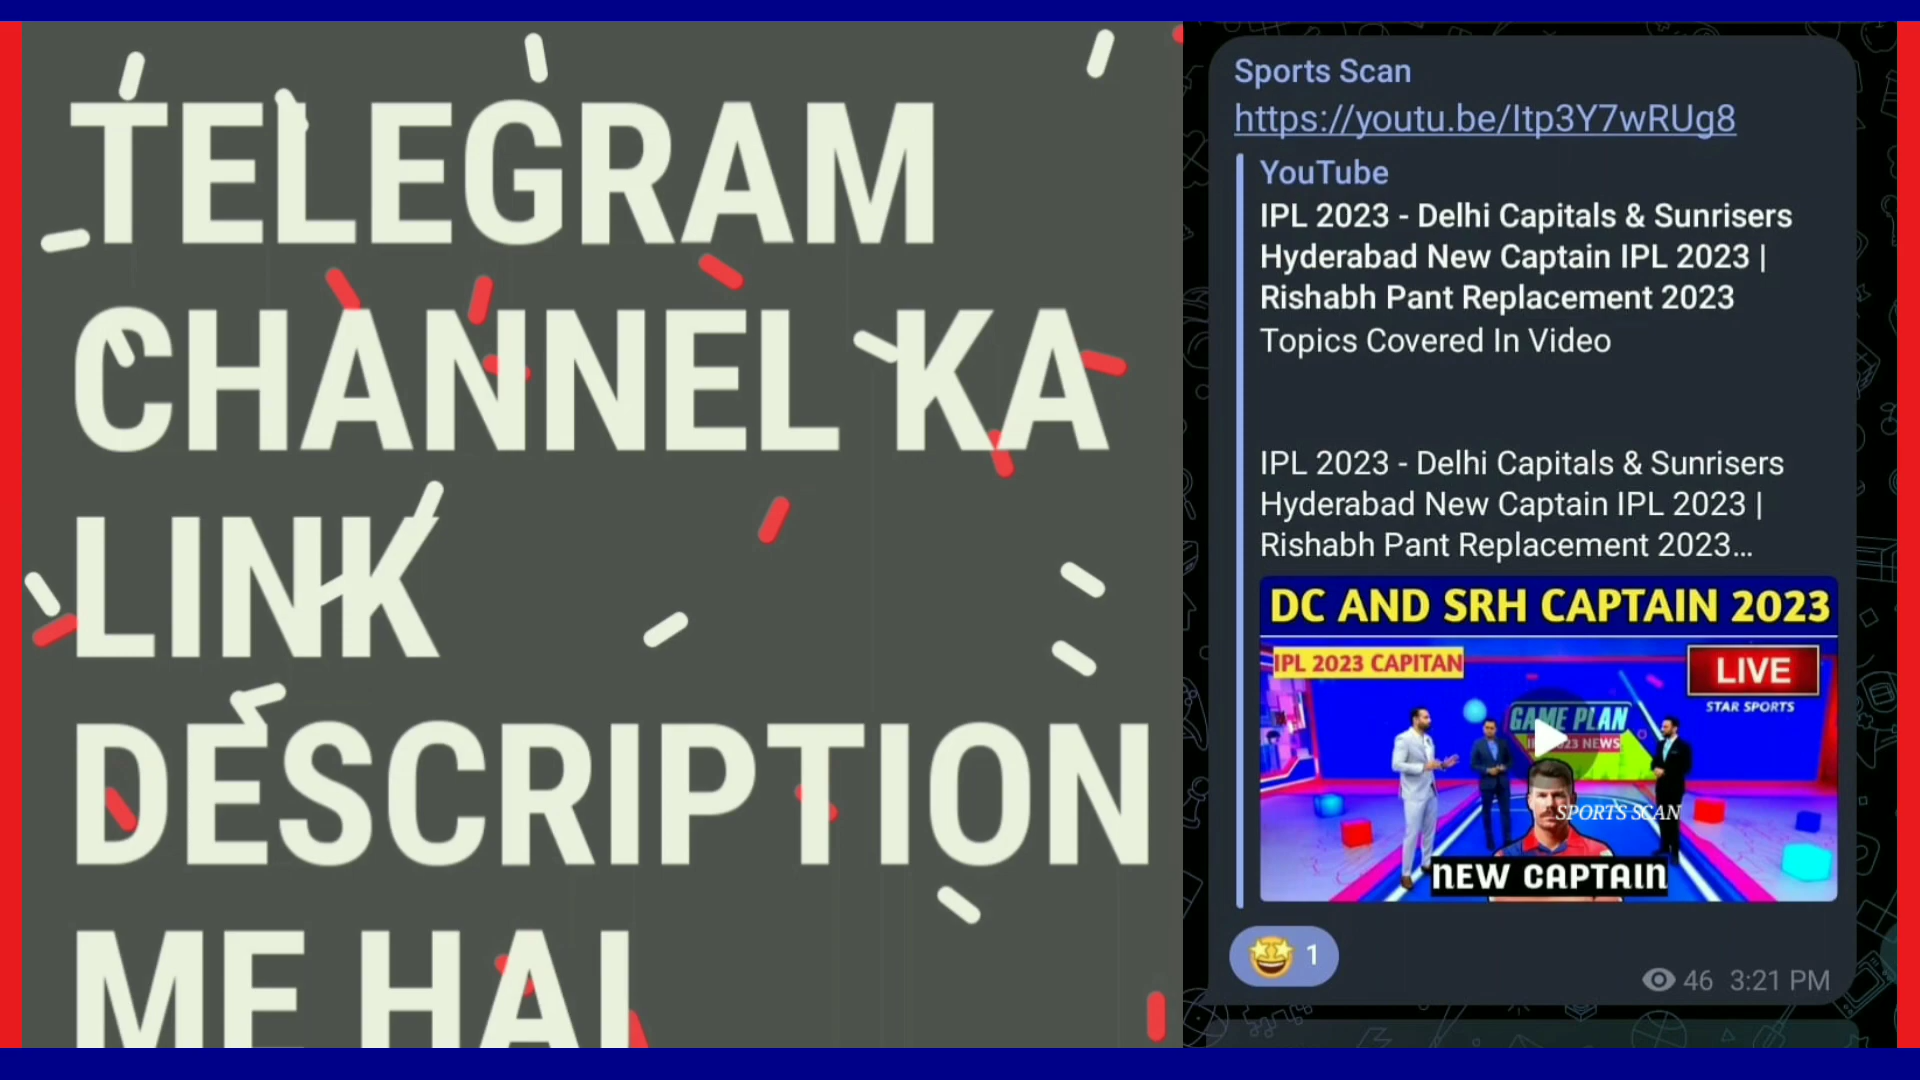 TELEGRAM
CHANNEL KA
LINK
DESCRIPTION
ME HAI
Sports Scan
https://youtu.be/Itp3Y7wRUg8
YouTube
IPL 2023 - Delhi Capitals & Sunrisers
Hyderabad New Captain IPL 2023 |
Rishabh Pant Replacement 2023
Topics Covered In Video
IPL 2023 - Delhi Capitals & Sunrisers
Hyderabad New Captain IPL 2023 |
Rishabh Pant Replacement 2023...
DC AND SRH CAPTAIN 2023
IPL 2023 CAPITAN
LIVE
STAR SPORTS
GAME PLAN
NEWS
SPORTS SCAN
NEW CAPTAIN
1
46 3:21 PM